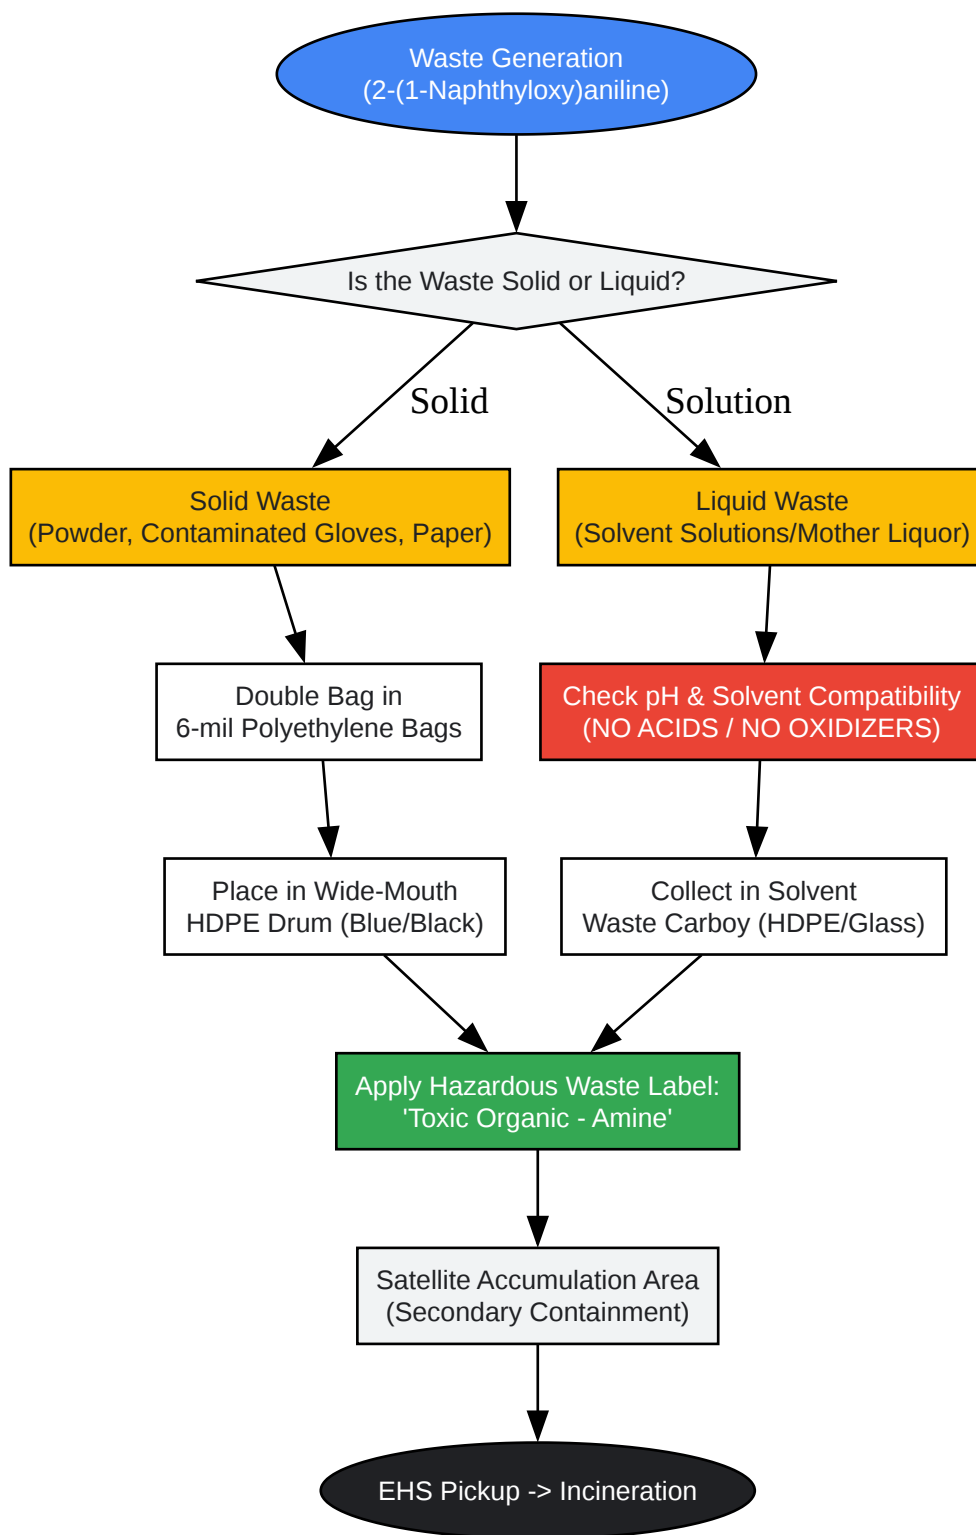 Waste Generation
(2-(1-Naphthyloxy)aniline)
Is the Waste Solid or Liquid?
Solid
Solution
Solid Waste
(Powder, Contaminated Gloves, Paper)
Liquid Waste
(Solvent Solutions/Mother Liquor)
Double Bag in
6-mil Polyethylene Bags
Check pH & Solvent Compatibility
(NO ACIDS / NO OXIDIZERS)
Place in Wide-Mouth
HDPE Drum (Blue/Black)
Collect in Solvent
Waste Carboy (HDPE/Glass)
Apply Hazardous Waste Label:
'Toxic Organic - Amine'
Satellite Accumulation Area
(Secondary Containment)
EHS Pickup -> Incineration